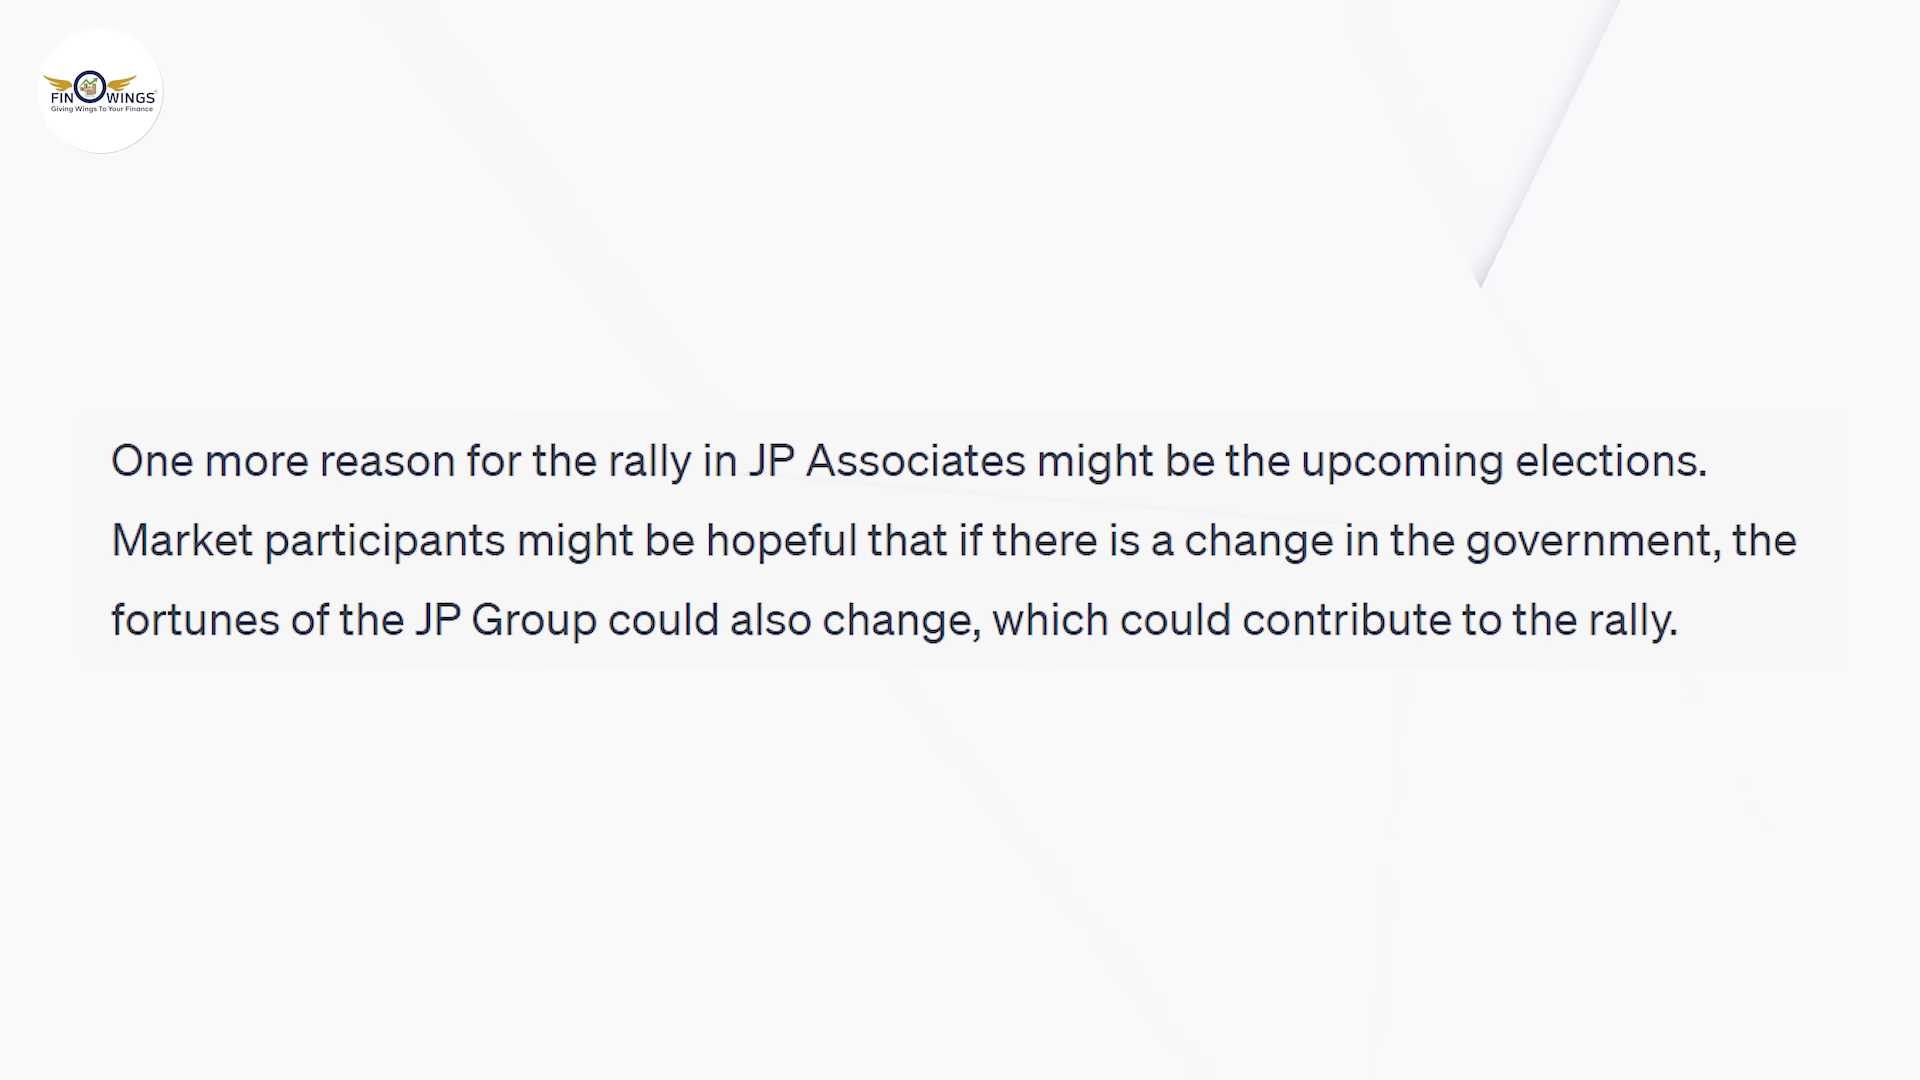 FINOWINGS
Giving Wings To Your Finance
One more reason for the rally in JP Associates might be the upcoming elections.
Market participants might be hopeful that if there is a change in the government, the
fortunes of the JP Group could also change, which could contribute to the rally.